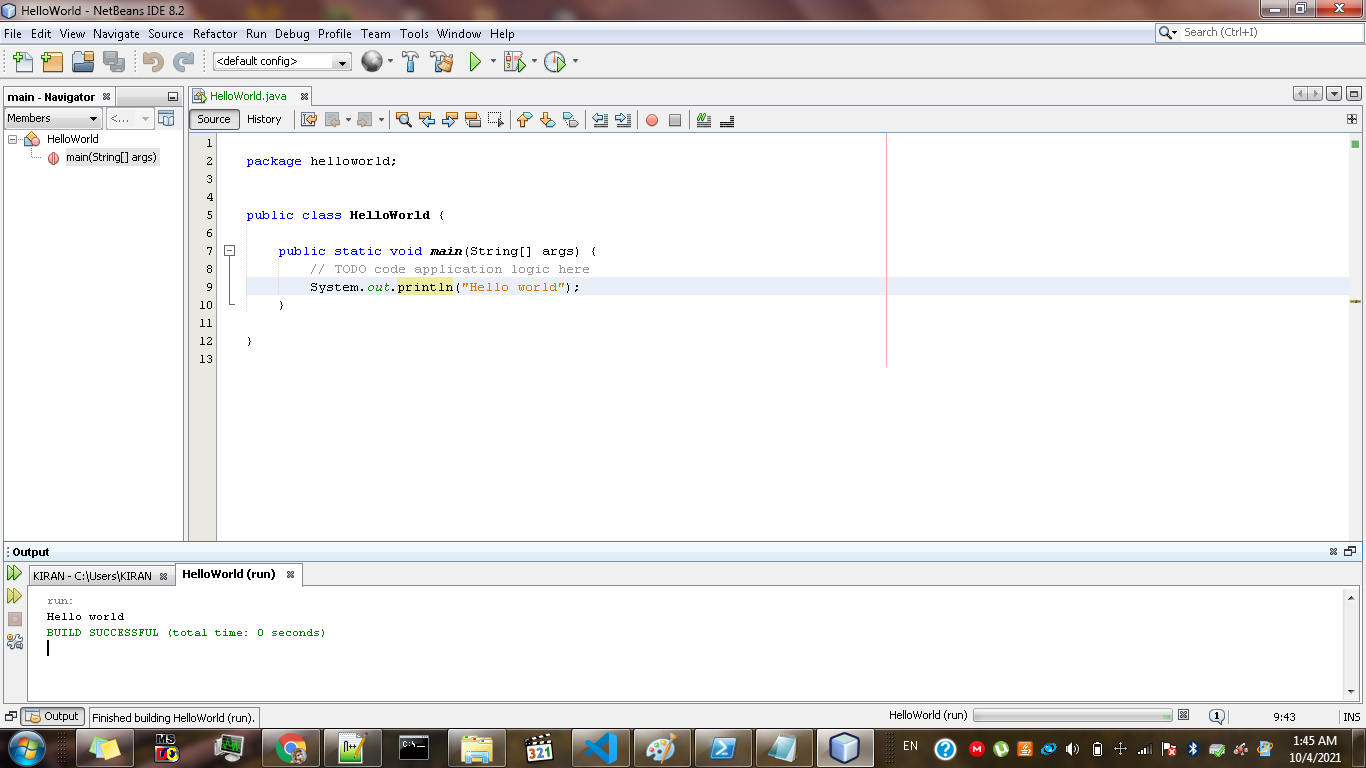 HelloWorld - NetBeans IDE 8.2
File Edit View Navigate Source Refactor Run Debug Profile Team Tools Window Help
Search (Ctrl+I)
<default config>
main - Navigator
HelloWorld.java
Members
<...
Source History
HelloWorld
main(String[] args)
1
2 package helloworld;
3
4
5 public class HelloWorld {
6
7 public static void main(String[] args) {
8 // TODO code application logic here
9 System.out.println("Hello world");
10 }
11
12 }
13
Output
KIRAN - C:\Users\KIRAN
HelloWorld (run)
run:
Hello world
BUILD SUCCESSFUL (total time: 0 seconds)
Output
Finished building HelloWorld (run).
HelloWorld (run)
1
9:43
INS
MS
321
EN
1:45 AM
10/4/2021